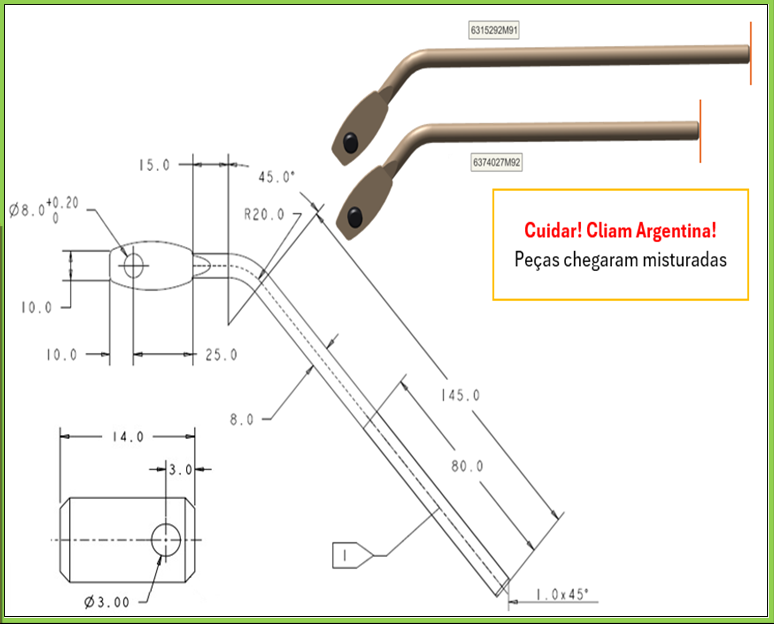 6315292M91
6374027M92
Cuidar! Cliam Argentina!
Peças chegaram misturadas
15.0
45.0°
Ø8.0 +0.20 0
R20.0
10.0
10.0
25.0
8.0
145.0
80.0
14.0
3.0
1
Ø3.00
1.0x45°